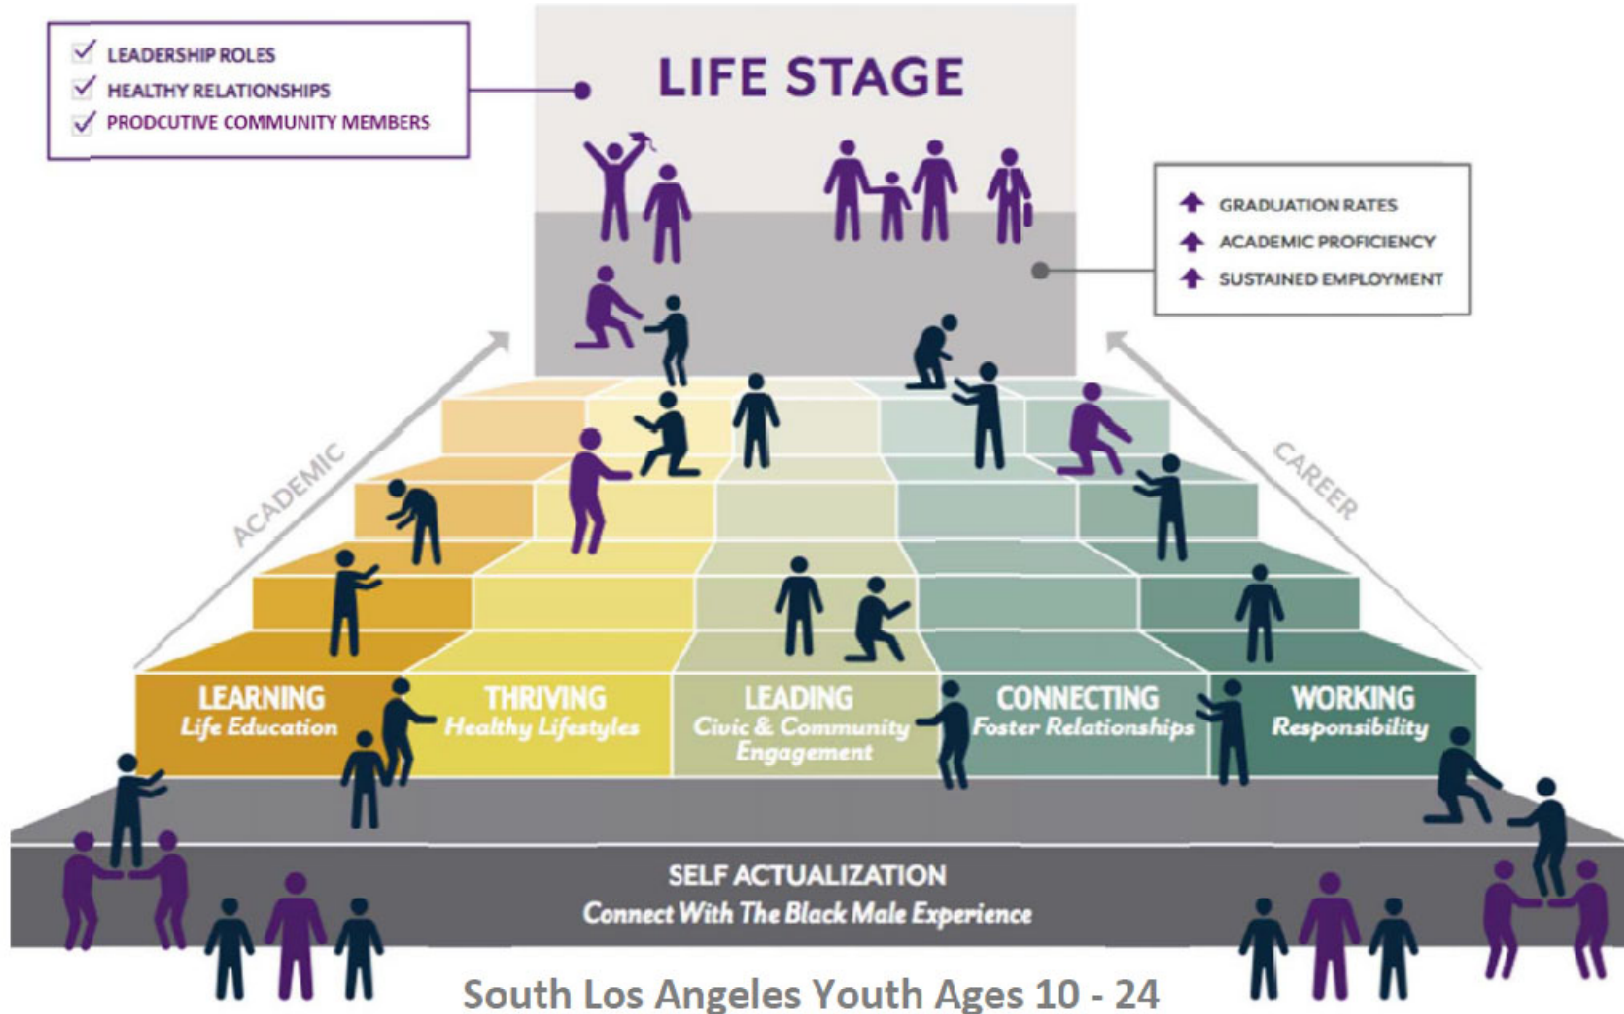 LIFE STAGE
LEADERSHIP ROLES
HEALTHY RELATIONSHIPS
PRODCUTIVE COMMUNITY MEMBERS
GRADUATION RATES
ACADEMIC PROFICIENCY
SUSTAINED EMPLOYMENT
ACADEMIC
CAREER
LEARNING
Life Education
THRIVING
Healthy Lifestyles
LEADING
Civic & Community
Engagement
CONNECTING
Foster Relationships
WORKING
Responsibility
SELF ACTUALIZATION
Connect With The Black Male Experience
South Los Angeles Youth Ages 10 - 24